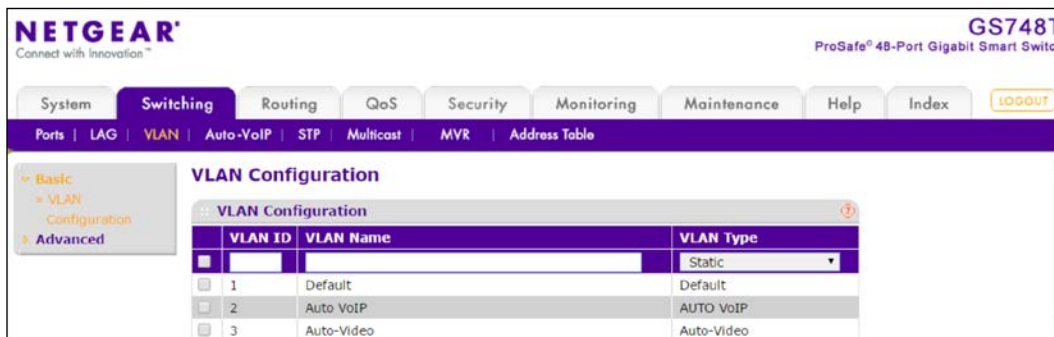 NETGEAR®
Connect with Innovation™
GS748T
ProSafe® 48-Port Gigabit Smart Switc
System Switching Routing QoS Security Monitoring Maintenance Help Index LOGOUT
Ports | LAG | VLAN | Auto-VoIP | STP | Multicast | MVR | Address Table
Basic
» VLAN
Configuration
Advanced
VLAN Configuration
VLAN Configuration ?
VLAN ID VLAN Name VLAN Type
Static
1 Default Default
2 Auto VoIP AUTO VoIP
3 Auto-Video Auto-Video